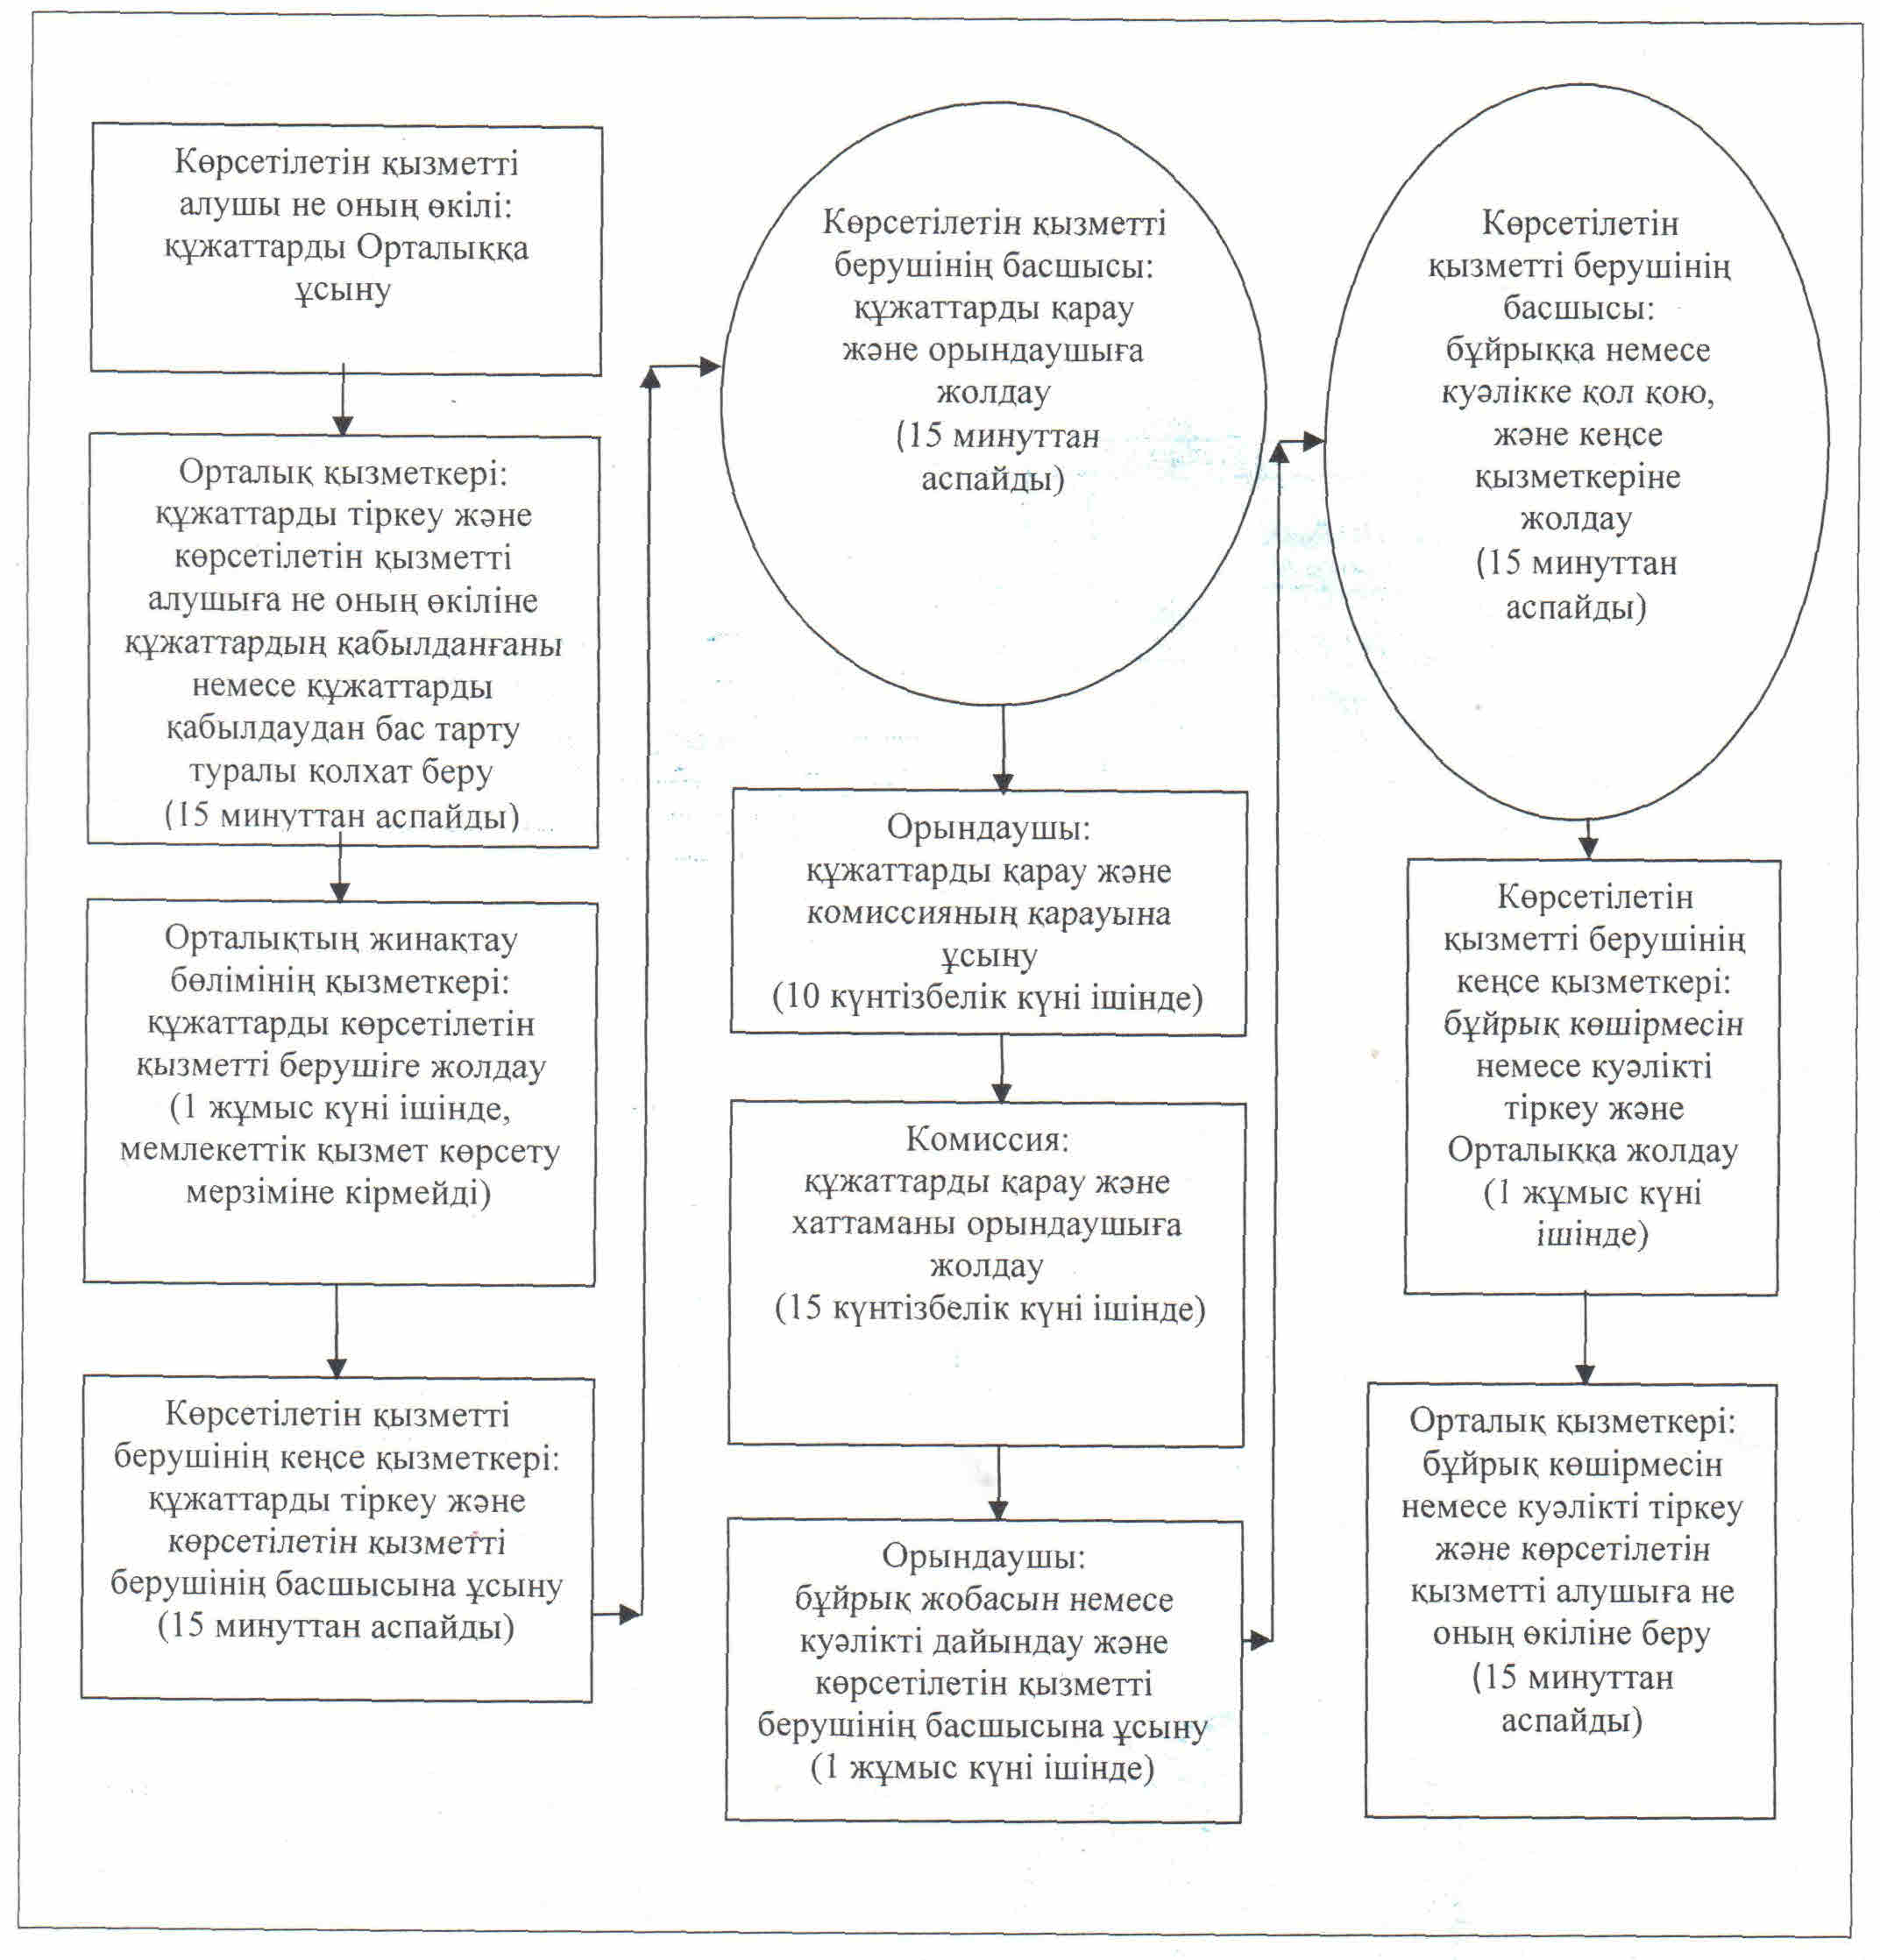 Көрсетілетін қызметті
алушы не оның өкілі:
құжаттарды Орталыққа
ұсыну
Орталық қызметкері:
құжаттарды тіркеу және
көрсетілетін қызметті
алушыға не оның өкіліне
құжаттардың қабылданғаны
немесе құжаттарды
қабылдаудан бас тарту
туралы қолхат беру
(15 минуттан аспайды)
Орталықтың жинақтау
бөлімінің қызметкері:
құжаттарды көрсетілетін
қызметті берушіге жолдау
(1 жұмыс күні ішінде,
мемлекеттік қызмет көрсету
мерзіміне кірмейді)
Көрсетілетін қызметті
берушінің кеңсе қызметкері:
құжаттарды тіркеу және
көрсетілетін қызметті
берушінің басшысына ұсыну
(15 минуттан аспайды)
Көрсетілетін қызметті
берушінің басшысы:
құжаттарды қарау
және орындаушыға
жолдау
(15 минуттан
аспайды)
Орындаушы:
құжаттарды қарау және
комиссияның қарауына
ұсыну
(10 күнтізбелік күні ішінде)
Комиссия:
құжаттарды қарау және
хаттаманы орындаушыға
жолдау
(15 күнтізбелік күні ішінде)
Орындаушы:
бұйрық жобасын немесе
куәлікті дайындау және
көрсетілетін қызметті
берушінің басшысына ұсыну
(1 жұмыс күні ішінде)
Көрсетілетін
қызметті берушінің
басшысы:
бұйрыққа немесе
куәлікке қол қою,
және кеңсе
қызметкеріне
жолдау
(15 минуттан
аспайды)
Көрсетілетін
қызметті берушінің
кеңсе қызметкері:
бұйрық көшірмесін
немесе куәлікті
тіркеу және
Орталыққа жолдау
(1 жұмыс күні
ішінде)
Орталық қызметкері:
бұйрық көшірмесін
немесе куәлікті тіркеу
және көрсетілетін
қызметті алушыға не
оның өкіліне беру
(15 минуттан
аспайды)